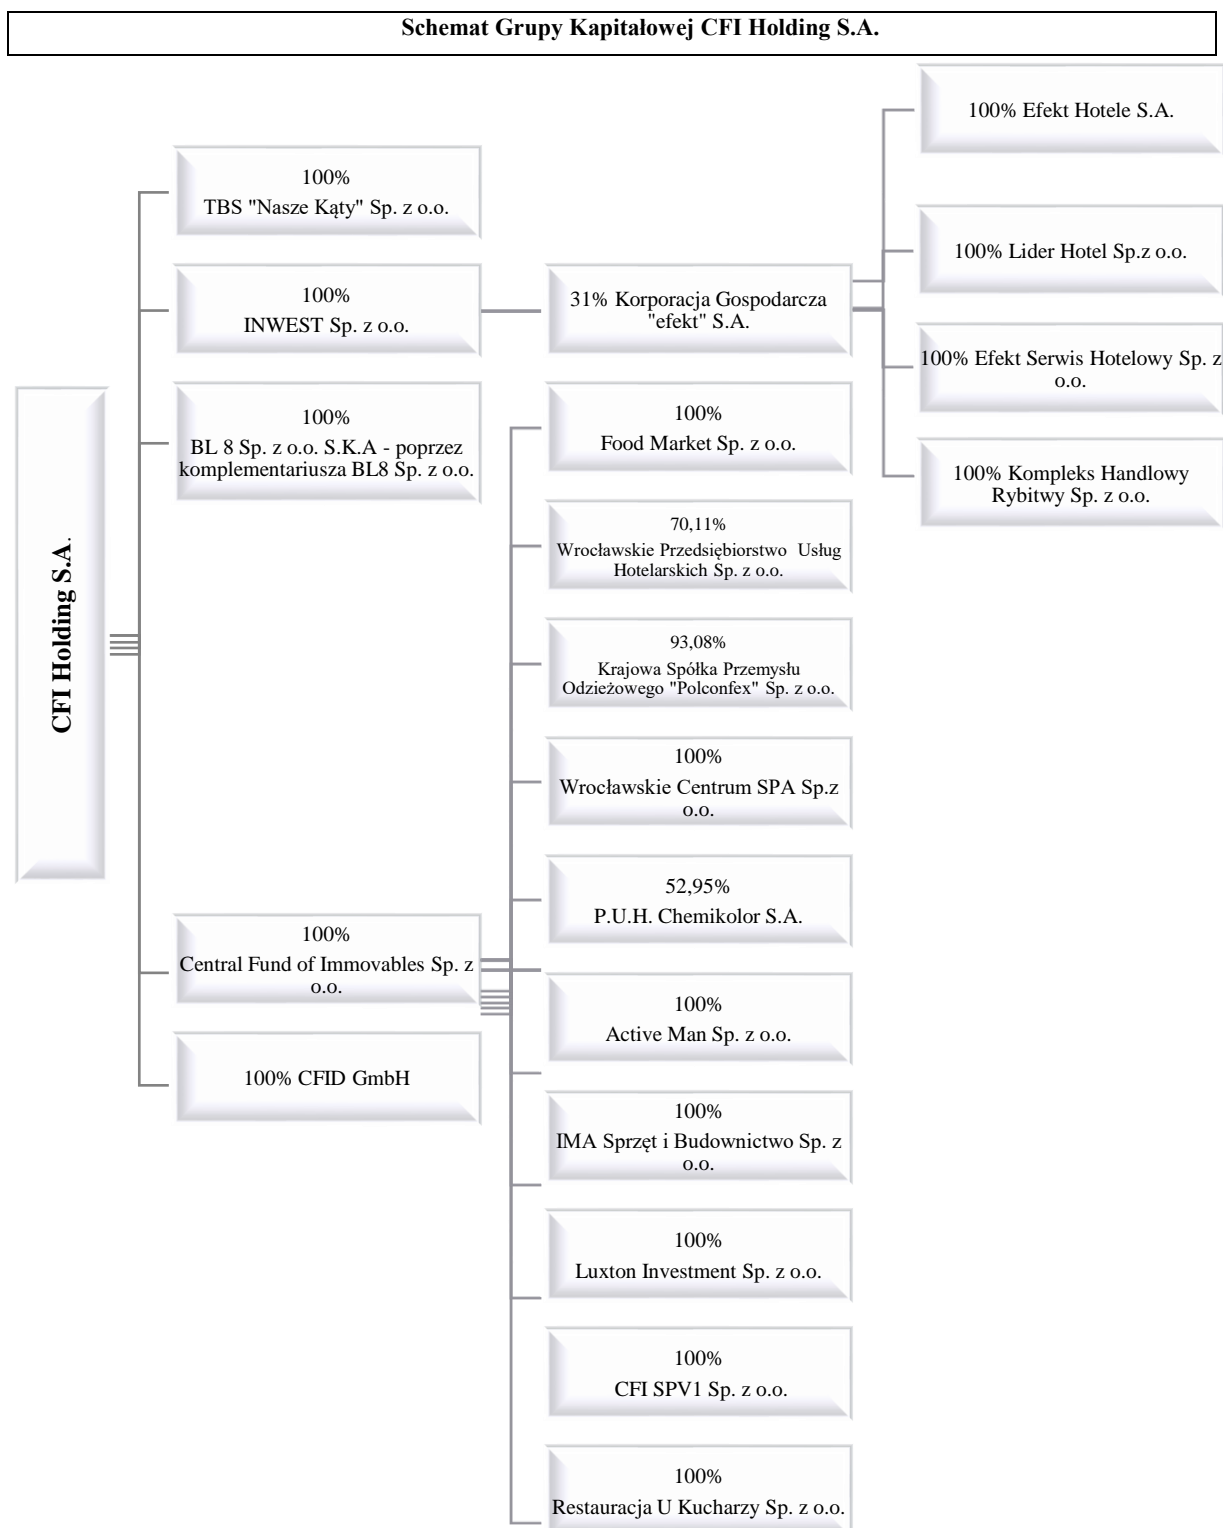 Schemat Grupy Kapitałowej CFI Holding S.A.
CFI Holding S.A.
100%
TBS "Nasze Kąty" Sp. z o.o.
100%
INWEST Sp. z o.o.
100%
BL 8 Sp. z o.o. S.K.A - poprzez
komplementariusza BL8 Sp. z o.o.
100%
Central Fund of Immovables Sp. z
o.o.
100% CFID GmbH
31% Korporacja Gospodarcza
"efekt" S.A.
100%
Food Market Sp. z o.o.
70,11%
Wrocławskie Przedsiębiorstwo Usług
Hotelarskich Sp. z o.o.
93,08%
Krajowa Spółka Przemysłu
Odzieżowego "Polconfex" Sp. z o.o.
100%
Wrocławskie Centrum SPA Sp.z
o.o.
52,95%
P.U.H. Chemikolor S.A.
100%
Active Man Sp. z o.o.
100%
IMA Sprzęt i Budownictwo Sp. z
o.o.
100%
Luxton Investment Sp. z o.o.
100%
CFI SPV1 Sp. z o.o.
100%
Restauracja U Kucharzy Sp. z o.o.
100% Efekt Hotele S.A.
100% Lider Hotel Sp.z o.o.
100% Efekt Serwis Hotelowy Sp. z
o.o.
100% Kompleks Handlowy
Rybitwy Sp. z o.o.